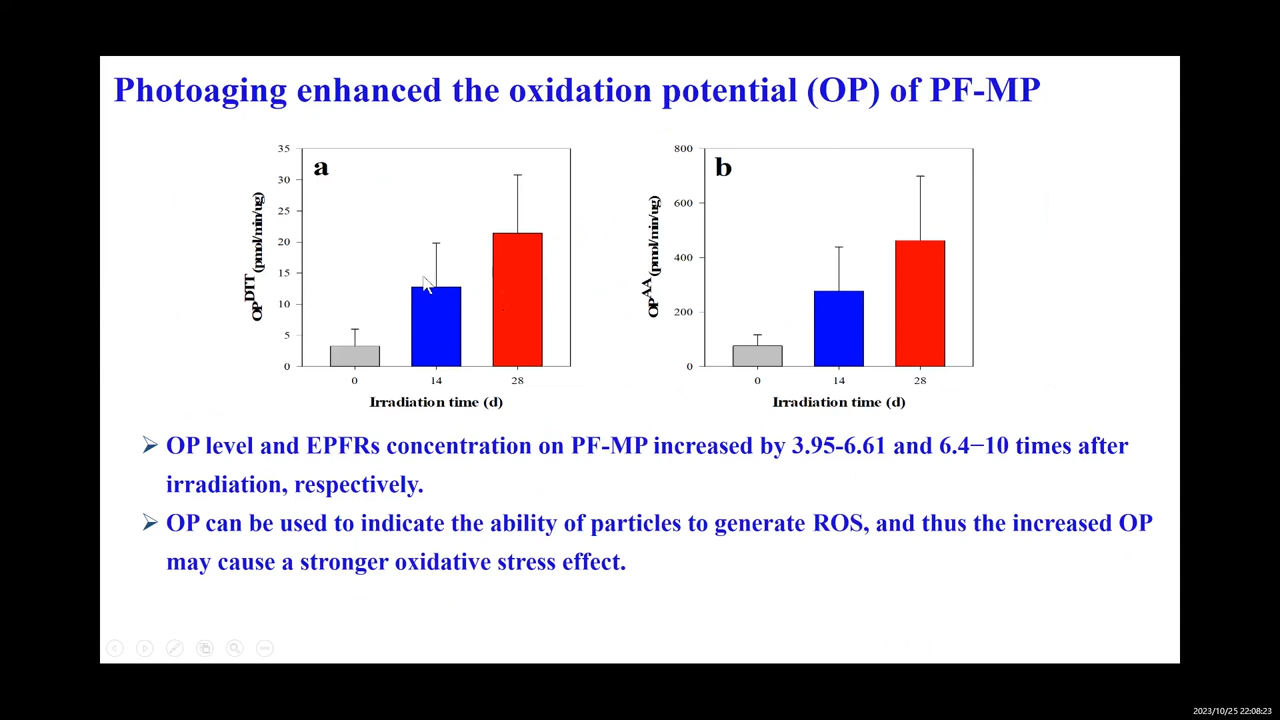 Photoaging enhanced the oxidation potential (OP) of PF-MP
a
35
30
25
20
15
10
5
0
OP^DTT (pmol/min/ug)
0 14 28
Irradiation time (d)
b
800
600
400
200
0
OP^AA (pmol/min/ug)
0 14 28
Irradiation time (d)
➢ OP level and EPFRs concentration on PF-MP increased by 3.95-6.61 and 6.4−10 times after
irradiation, respectively.
➢ OP can be used to indicate the ability of particles to generate ROS, and thus the increased OP
may cause a stronger oxidative stress effect.
2023/10/25 22:08:23